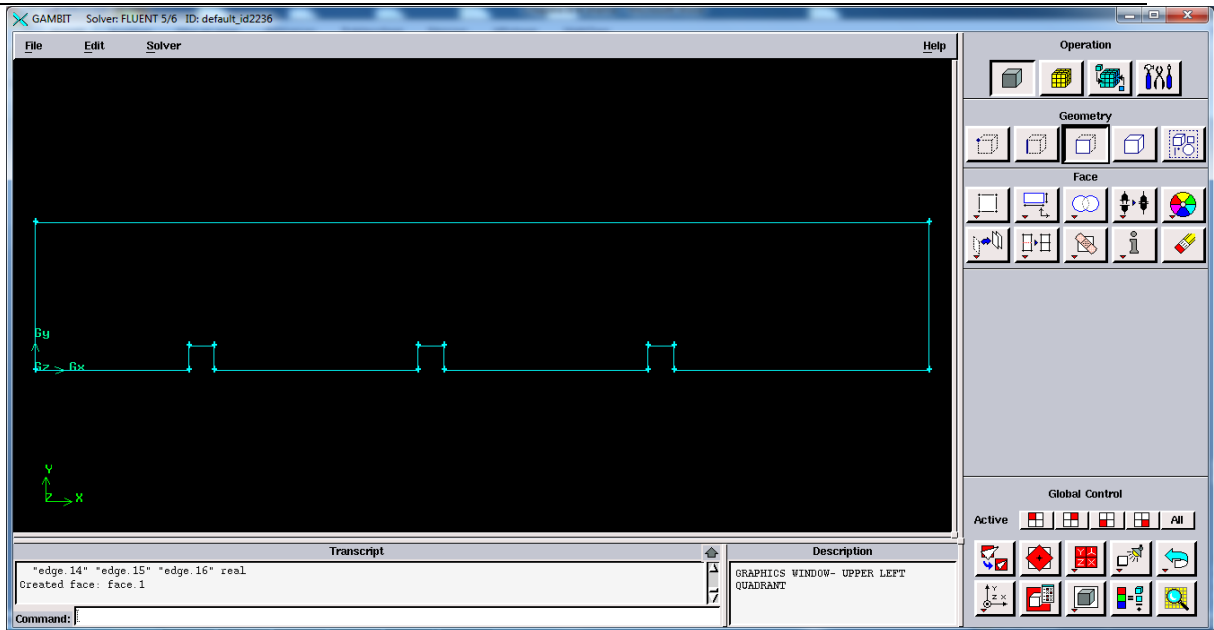 GAMBIT Solver: FLUENT 5/6 ID: default_id2236
File Edit Solver Help
Operation
Geometry
Face
Gy
Gz Gx
Y
Z X
Global Control
Active All
Transcript
"edge.14" "edge.15" "edge.16" real
Created face: face.1
Command:
Description
GRAPHICS WINDOW- UPPER LEFT
QUADRANT